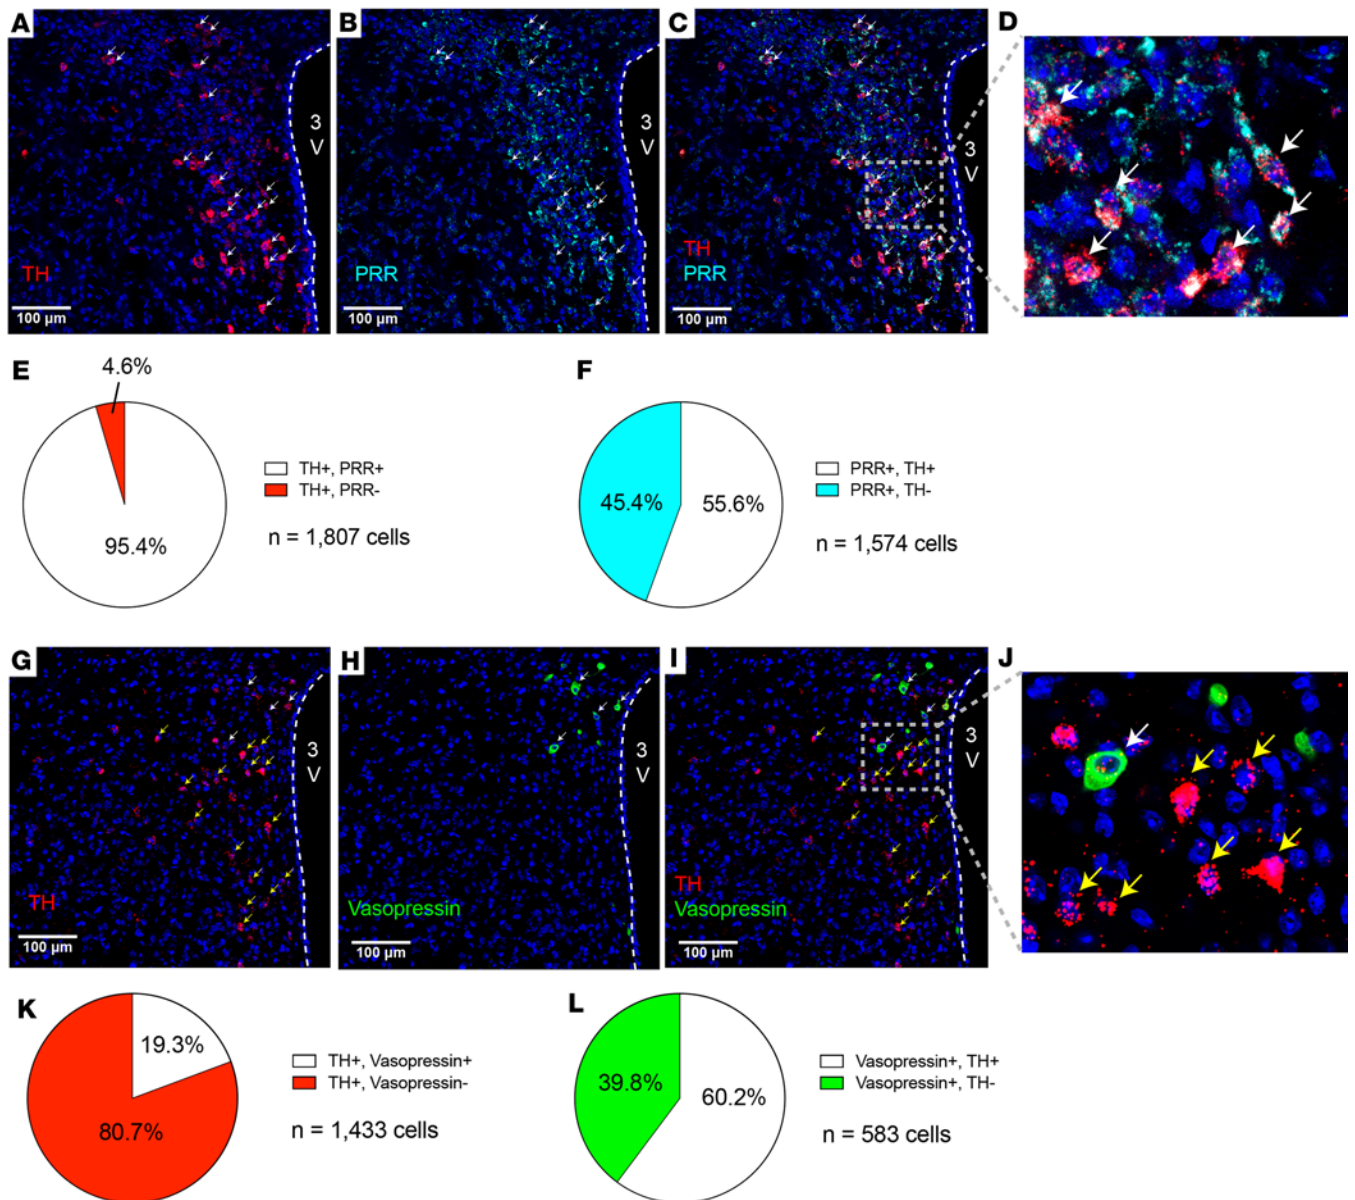 A
B
C
D
3
V
3
V
3
V
TH
PRR
TH
PRR
100 µm
100 µm
100 µm
E
4.6%
95.4%
TH+, PRR+
TH+, PRR-
n = 1,807 cells
F
45.4%
55.6%
PRR+, TH+
PRR+, TH-
n = 1,574 cells
G
H
I
J
3
V
3
V
3
V
TH
Vasopressin
TH
Vasopressin
100 µm
100 µm
100 µm
K
19.3%
80.7%
TH+, Vasopressin+
TH+, Vasopressin-
n = 1,433 cells
L
39.8%
60.2%
Vasopressin+, TH+
Vasopressin+, TH-
n = 583 cells